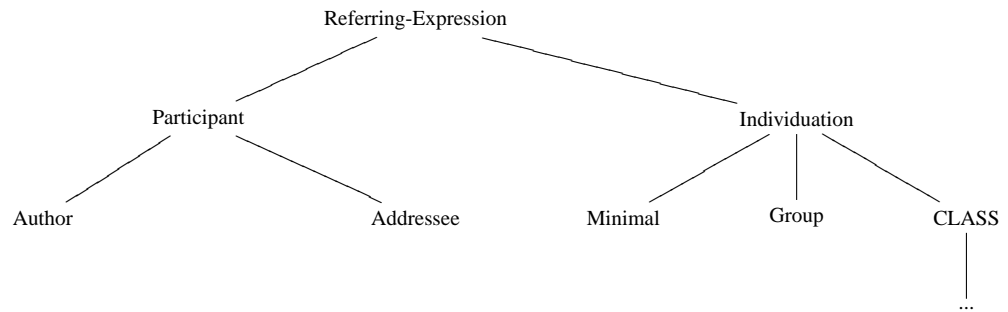 Referring-Expression
Participant
Individuation
Author
Addressee
Minimal
Group
CLASS
...